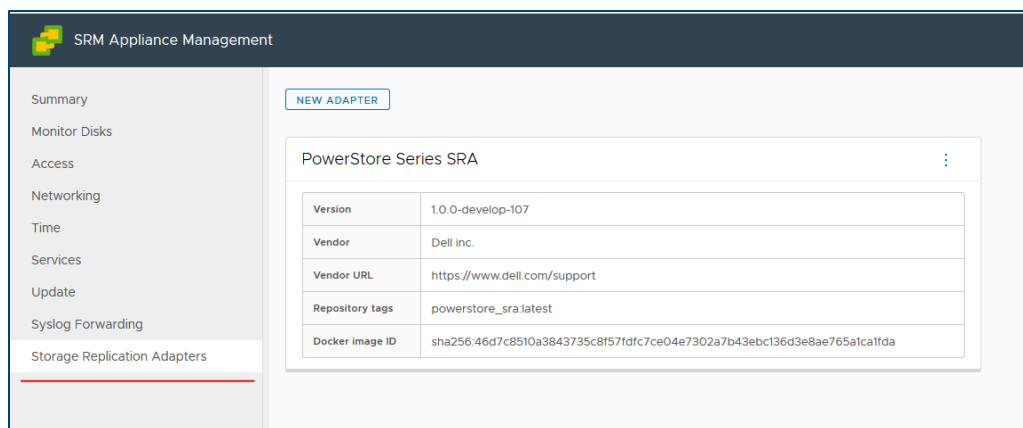 SRM Appliance Management
Summary
Monitor Disks
Access
Networking
Time
Services
Update
Syslog Forwarding
Storage Replication Adapters
NEW ADAPTER
PowerStore Series SRA
Version 1.0.0-develop-107
Vendor Dell inc.
Vendor URL https://www.dell.com/support
Repository tags powerstore_sra:latest
Docker image ID sha256:46d7c8510a3843735c8f57fdfc7ce04e7302a7b43ebc136d3e8ae765a1ca1fda